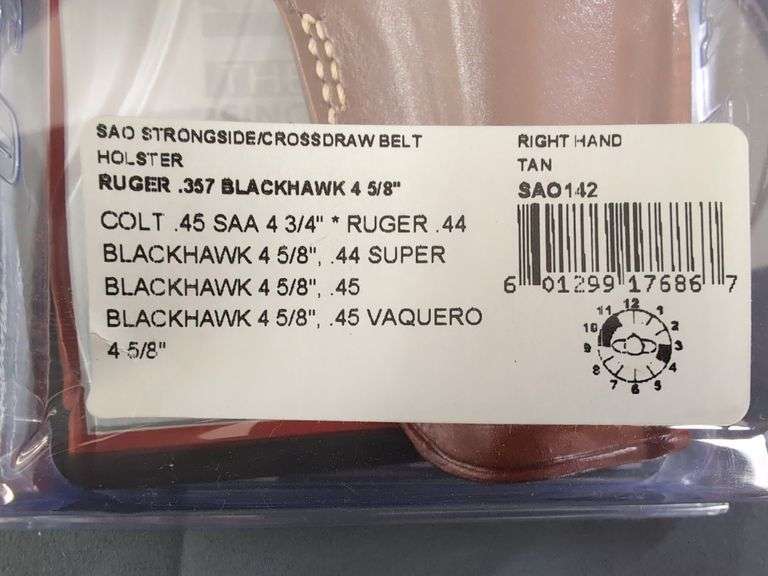 SAO STRONGSIDE/CROSSDRAW BELT
HOLSTER
RUGER .357 BLACKHAWK 4 5/8"
COLT .45 SAA 4 3/4" * RUGER .44
BLACKHAWK 4 5/8", .44 SUPER
BLACKHAWK 4 5/8", .45
BLACKHAWK 4 5/8", .45 VAQUERO
4 5/8"
RIGHT HAND
TAN
SAO142
6 01299 17686 7
12 1 2 3 4 5 6 7 8 9 10 11